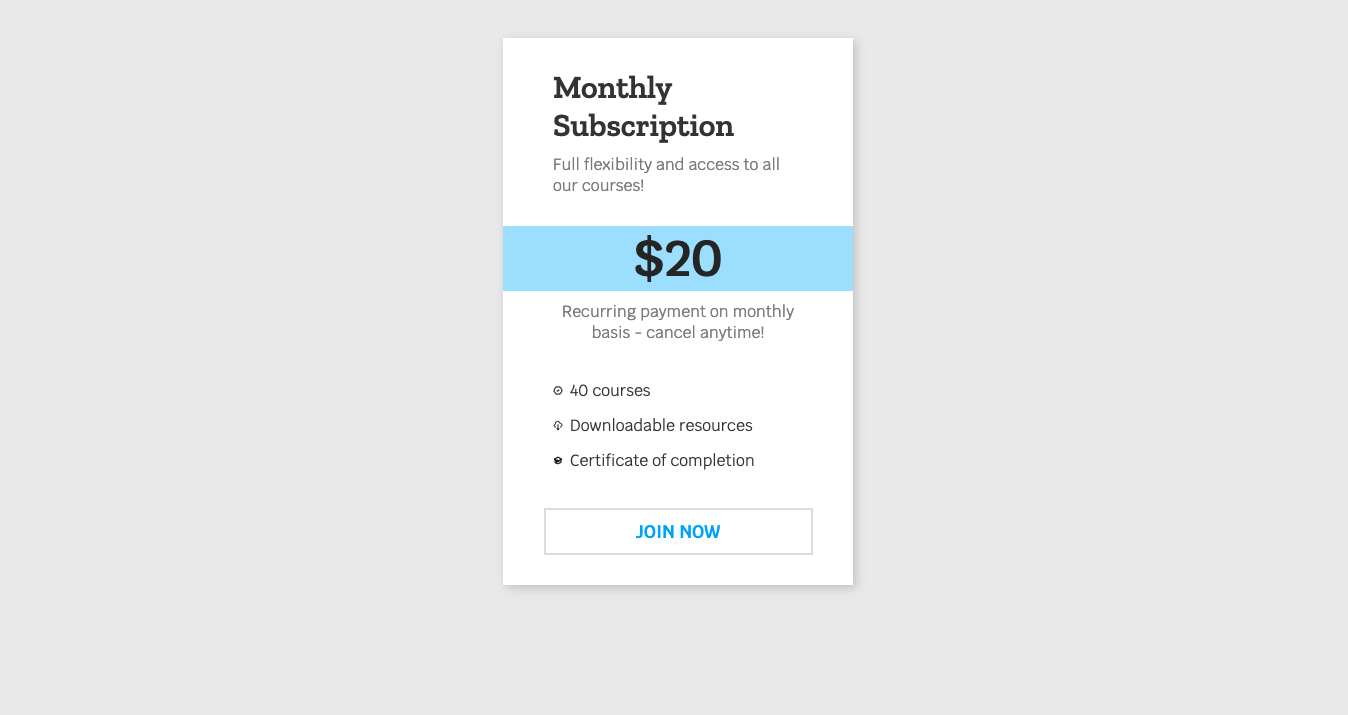 Monthly
Subscription
Full flexibility and access to all
our courses!
$20
Recurring payment on monthly
basis - cancel anytime!
40 courses
Downloadable resources
Certificate of completion
JOIN NOW